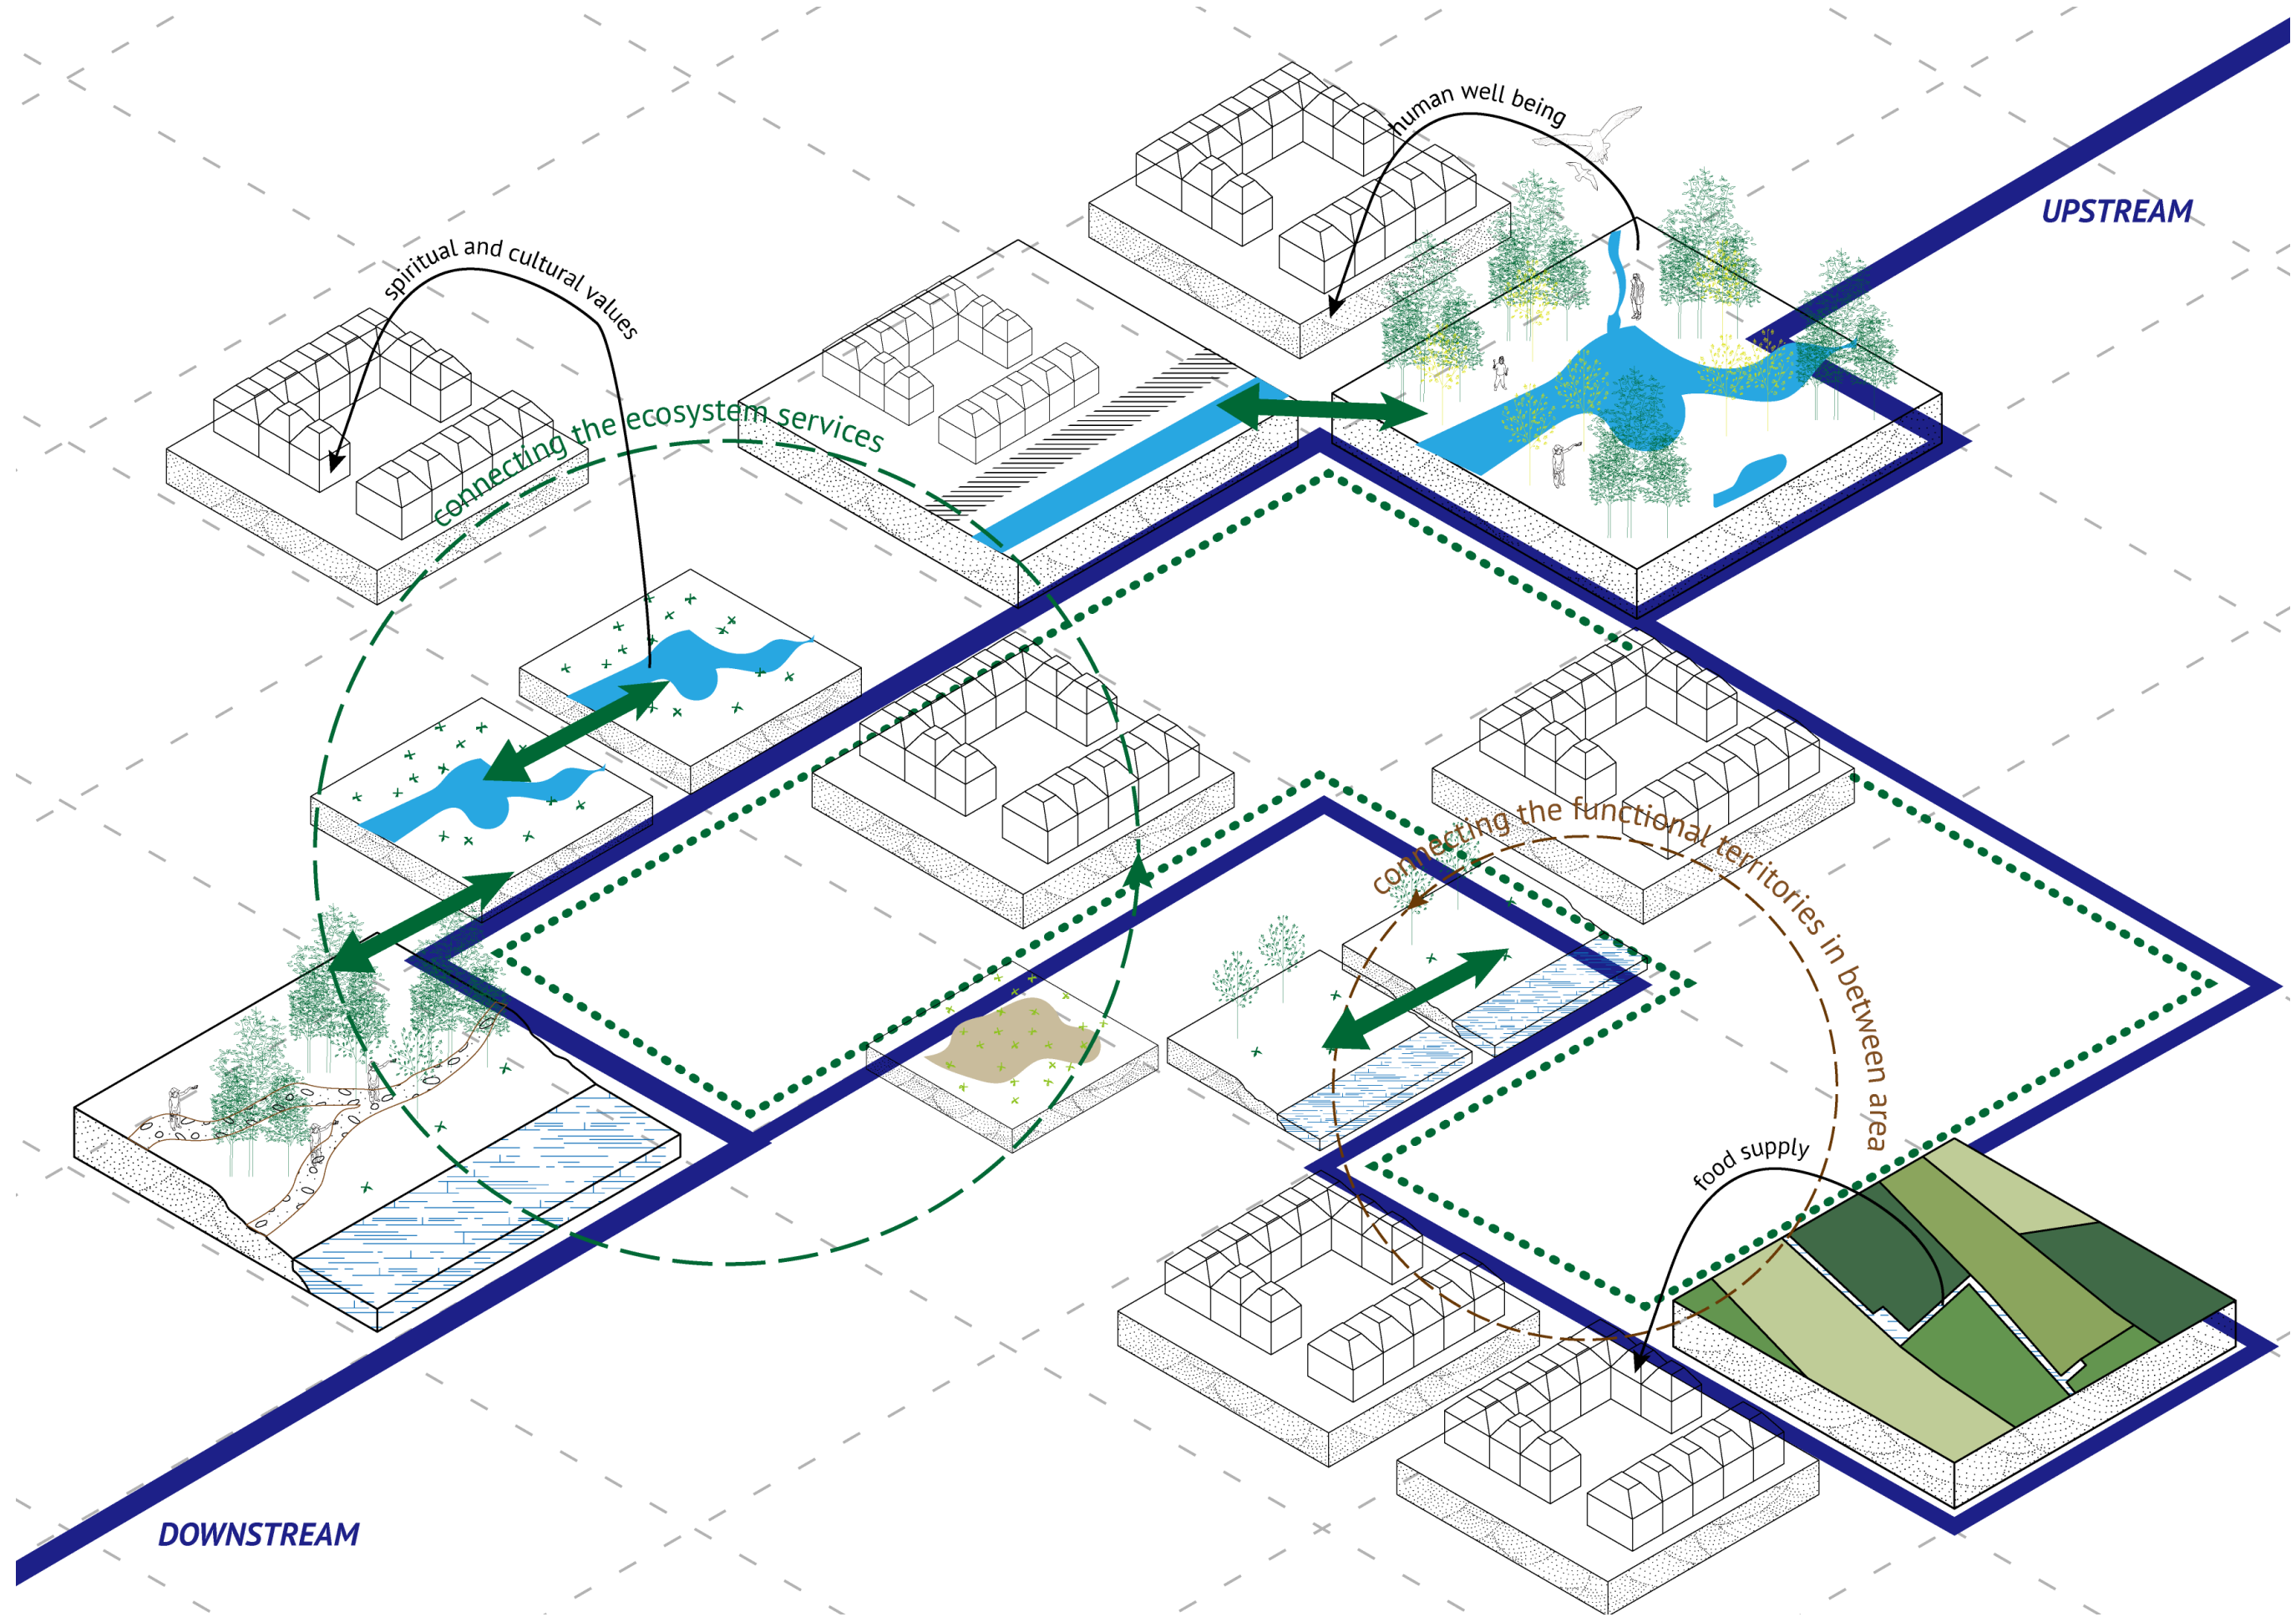 human well being
UPSTREAM
spiritual and cultural values
connecting the ecosystem services
connecting the functional territories in between area
food supply
DOWNSTREAM